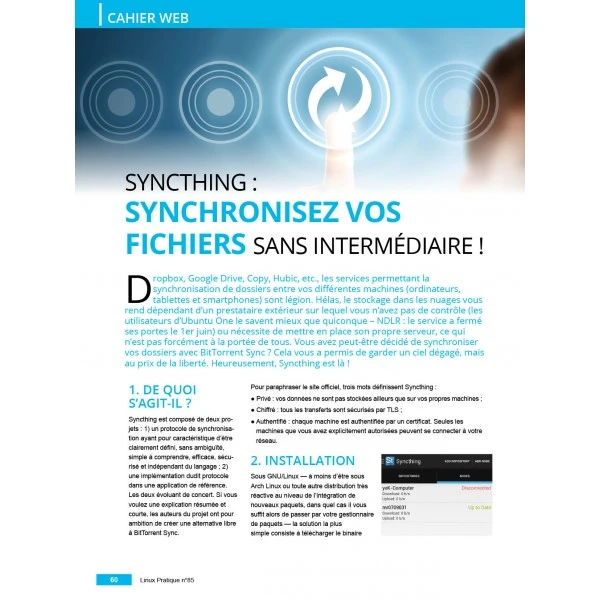 CAHIER WEB
SYNCTHING :
SYNCHRONISEZ VOS
FICHIERS SANS INTERMÉDIAIRE !
Dropbox, Google Drive, Copy, Hubic, etc., les services permettant la
synchronisation de dossiers entre vos différentes machines (ordinateurs,
tablettes et smartphones) sont légion. Hélas, le stockage dans les nuages vous
rend dépendant d'un prestataire extérieur sur lequel vous n'avez pas de contrôle (les
utilisateurs d'Ubuntu One le savent mieux que quiconque – NDLR : le service a fermé
ses portes le 1er juin) ou nécessite de mettre en place son propre serveur, ce qui
n'est pas forcément à la portée de tous. Vous avez peut-être décidé de synchroniser
vos dossiers avec BitTorrent Sync ? Cela vous a permis de garder un ciel dégagé, mais
au prix de la liberté. Heureusement, Syncthing est là !
1. DE QUOI
S'AGIT-IL ?
Syncthing est composé de deux pro-
jets : 1) un protocole de synchronisa-
tion ayant pour caractéristique d'être
clairement défini, sans ambiguïté,
simple à comprendre, efficace, sécu-
risé et indépendant du langage ; 2)
une implémentation dudit protocole
dans une application de référence.
Les deux évoluant de concert. Si vous
voulez une explication résumée et
courte, les auteurs du projet ont pour
ambition de créer une alternative libre
à BitTorrent Sync.
Pour paraphraser le site officiel, trois mots définissent Syncthing :
● Privé : vos données ne sont pas stockées ailleurs que sur vos propres machines ;
● Chiffré : tous les transferts sont sécurisés par TLS ;
● Authentifié : chaque machine est authentifiée par un certificat. Seules les
machines que vous avez explicitement autorisées peuvent se connecter à votre
réseau.
2. INSTALLATION
Sous GNU/Linux — à moins d'être sous
Arch Linux ou toute autre distribution très
réactive au niveau de l'intégration de
nouveaux paquets, dans quel cas il vous
suffit alors de passer par votre gestionnaire
de paquets — la solution la plus
simple consiste à télécharger le binaire
St Syncthing
Disconnected
Download: 0 b/s
Upload: 0 b/s
Up to Date
Download: 0 b/s
Upload: 0 b/s
60
Linux Pratique n°85